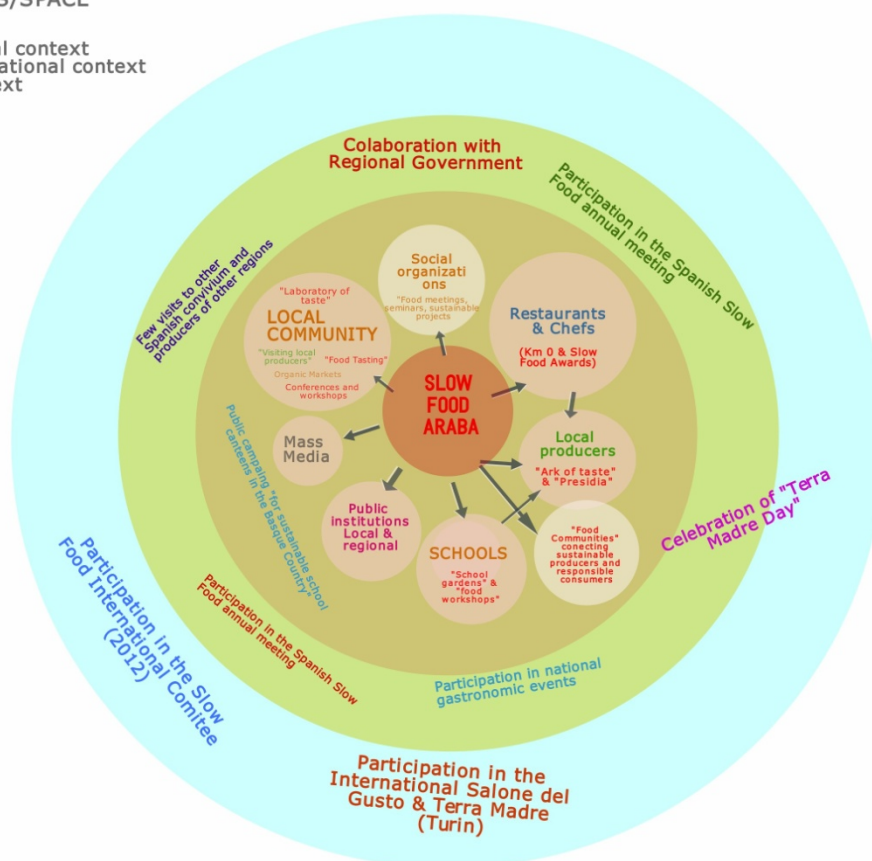 S/SPACE
al context
ational context
ext
Colaboration with
Regional Government
Participation in the Spanish Slow
Food annual meeting
Few visits to other
Spanish convivium and
producers of other regions
Social
organizati
ons
"Food meetings,
seminars, sustainable
projects
"Laboratory of
taste"
LOCAL
COMMUNITY
"Visiting local
producers"
"Food Tasting"
Organic Markets
Conferences and
workshops
Restaurants
& Chefs
(Km 0 & Slow
Food Awards)
SLOW
FOOD
ARABA
Mass
Media
Local
producers
"Ark of taste"
& "Presidia"
Public
institutions
Local &
regional
SCHOOLS
"School
gardens" &
"food
workshops"
"Food
Communities"
conecting
sustainable
producers and
responsible
consumers
Public campaing "for sustainable school
canteens in the Basque Country"
Celebration of "Terra
Madre Day"
Participation in the Slow
Food International Comitee
(2012)
Participation in the Spanish Slow
Food annual meeting
Participation in national
gastronomic events
Participation in the
International Salone del
Gusto & Terra Madre
(Turin)